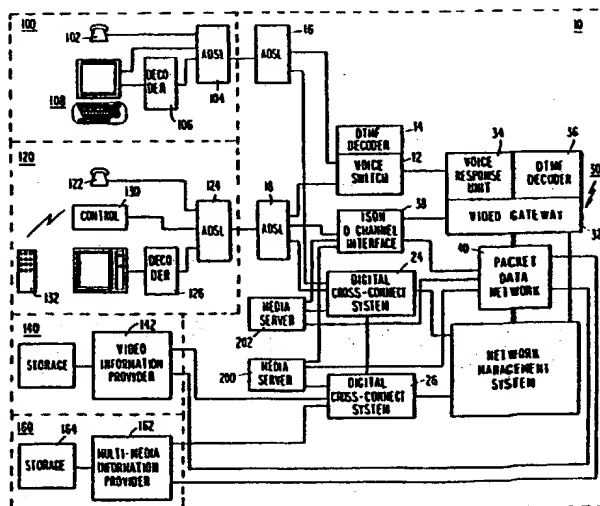 100
102
ADSL
104
108
DECODER
106
ADSL
16
10
120
122
130
CONTROL
132
124
ADSL
DECODER
126
18
ADSL
DTMF DECODER
14
VOICE SWITCH
12
34
VOICE RESPONSE UNIT
36
DTMF DECODER
30
VIDEO GATEWAY
32
ISDN D CHANNEL INTERFACE
38
40
PACKET DATA NETWORK
24
DIGITAL CROSS-CONNECT SYSTEM
MEDIA SERVER
202
MEDIA SERVER
200
DIGITAL CROSS-CONNECT SYSTEM
26
NETWORK MANAGEMENT SYSTEM
140
STORAGE
142
VIDEO INFORMATION PROVIDER
160
164
STORAGE
162
MULTI-MEDIA INFORMATION PROVIDER